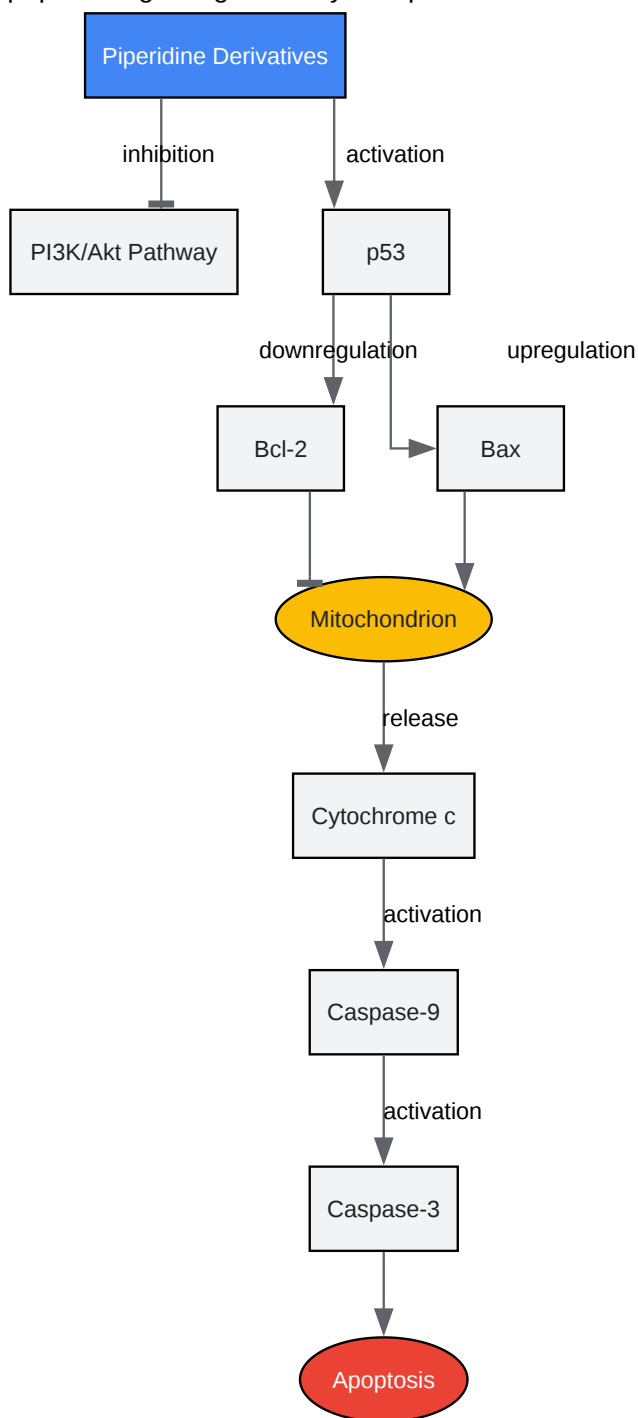 Piperidine Derivatives
inhibition
activation
PI3K/Akt Pathway
p53
downregulation
upregulation
Bcl-2
Bax
Mitochondrion
release
Cytochrome c
activation
Caspase-9
activation
Caspase-3
Apoptosis